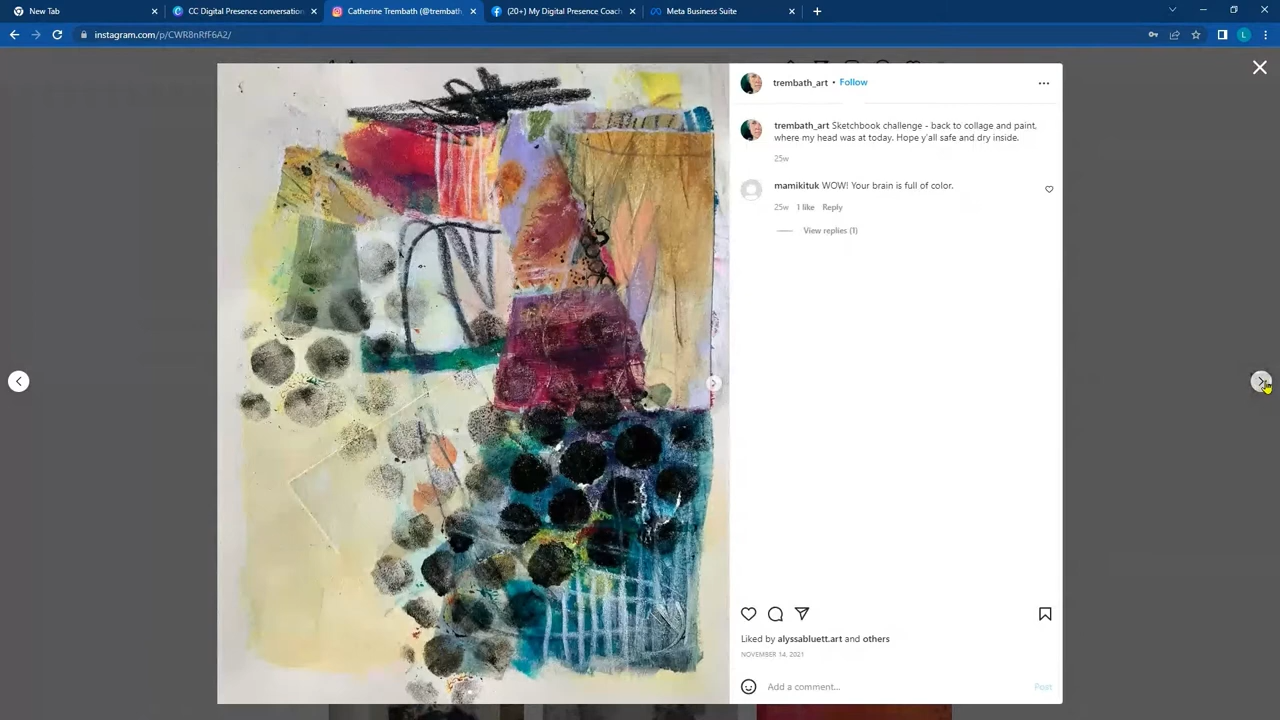 New Tab
CC Digital Presence conversation
Catherine Trembath (@trembath
(20+) My Digital Presence Coach
Meta Business Suite
instagram.com/p/CWR8nRfF6A2/
L
trembath_art • Follow
trembath_art Sketchbook challenge - back to collage and paint,
where my head was at today. Hope y'all safe and dry inside.
25w
mamikituk WOW! Your brain is full of color.
25w 1 like Reply
View replies (1)
Liked by alyssabluett.art and others
NOVEMBER 14, 2021
Add a comment...
Post